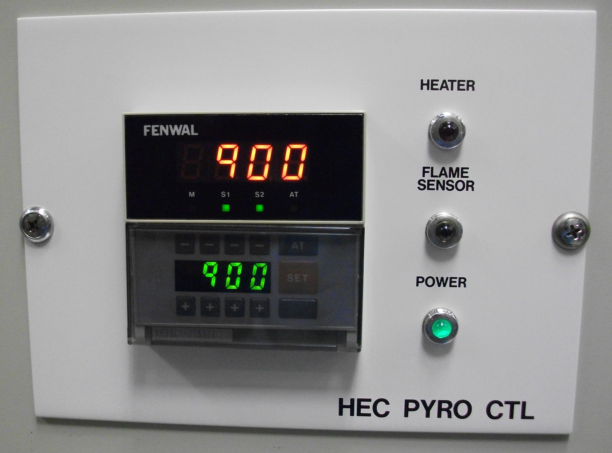 HEATER
FENWAL
900
FLAME
SENSOR
M S1 S2 AT
- - - - AT
900 SET
POWER
+ + + +
HEC PYRO CTL